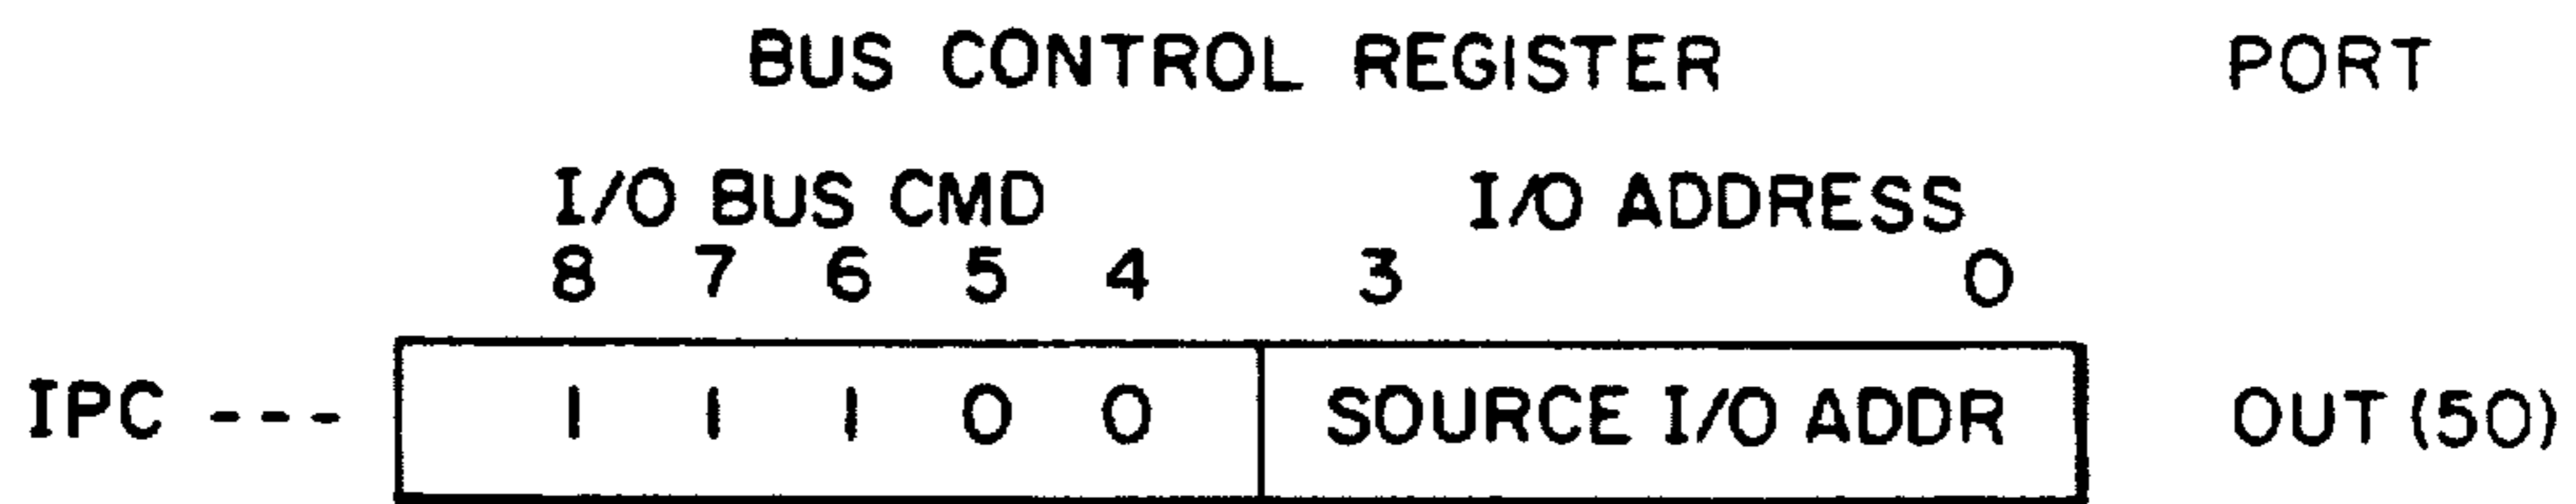 BUS CONTROL REGISTER PORT
I/O BUS CMD I/O ADDRESS
8 7 6 5 4 3 0
IPC --- 1 1 1 0 0 SOURCE I/O ADDR OUT (50)